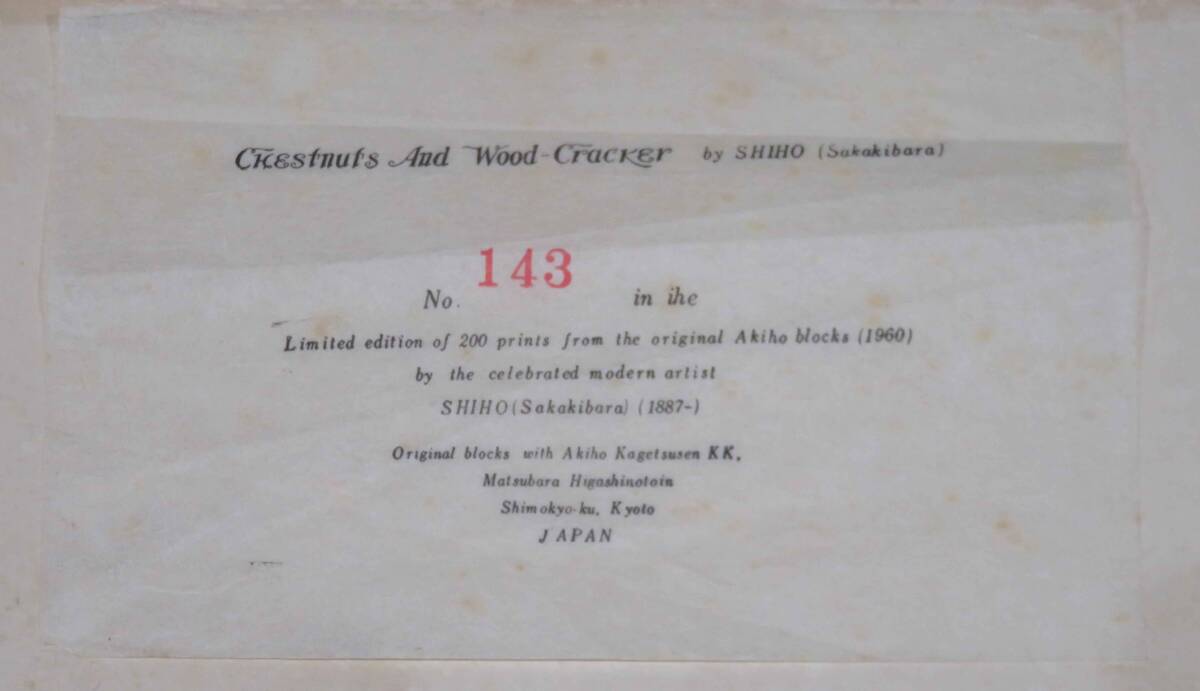 Chestnuts And Wood-Cracker by SHIHO (Sakakibara)
No. 143 in ihe
Limited edition of 200 prints from the original Akiho blocks (1960)
by the celebrated modern artist
SHIHO (Sakakibara) (1887-)
Original blocks with Akiho Kagetsusen KK.
Matsubara Higashinotoin
Shimokyo-ku, Kyoto
JAPAN